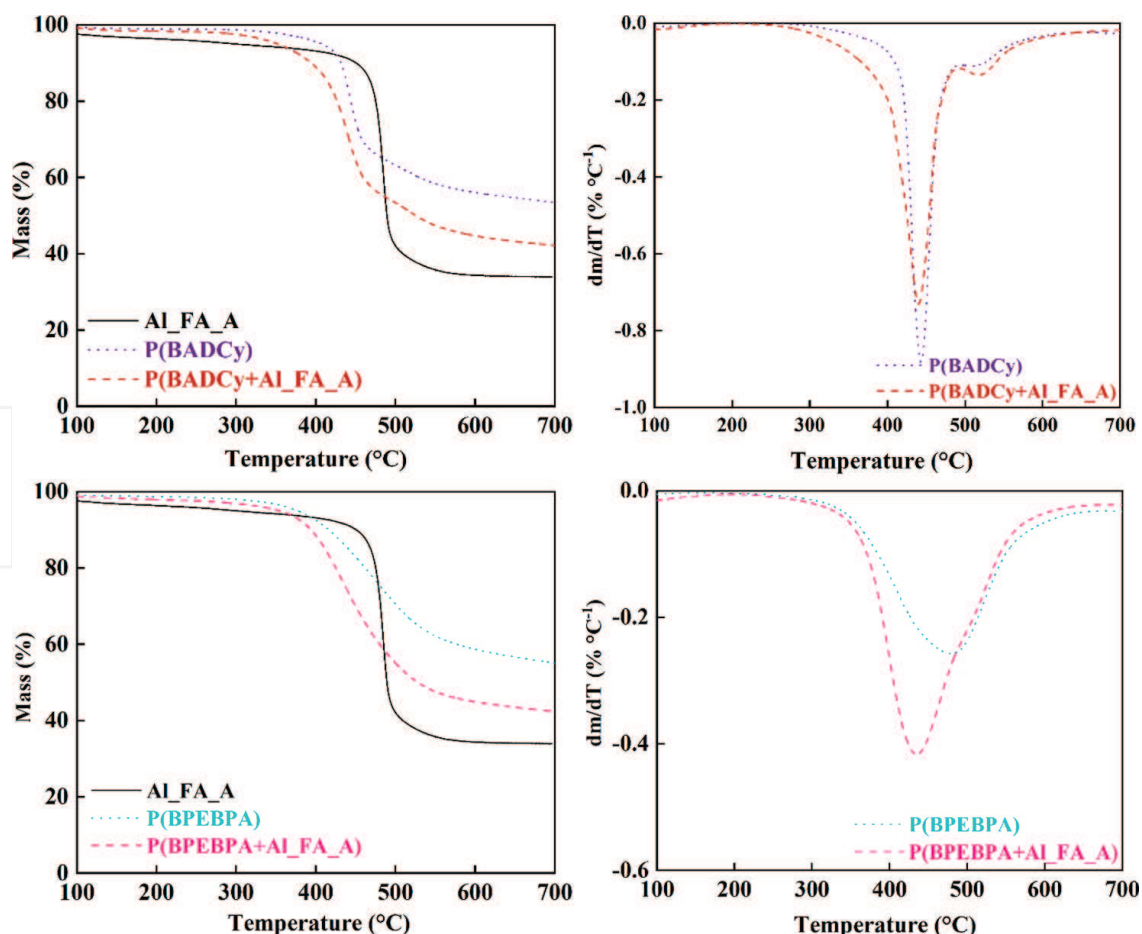 100
80
60
40
20
0
Mass (%)
Al_FA_A
P(BADCy)
P(BADCy+Al_FA_A)
100 200 300 400 500 600 700
Temperature (°C)
0.0
-0.2
-0.4
-0.6
-0.8
-1.0
dm/dT (% °C⁻¹)
P(BADCy)
P(BADCy+Al_FA_A)
100 200 300 400 500 600 700
Temperature (°C)
100
80
60
40
20
0
Mass (%)
Al_FA_A
P(BPEBPA)
P(BPEBPA+Al_FA_A)
100 200 300 400 500 600 700
Temperature (°C)
0.0
-0.2
-0.4
-0.6
dm/dT (% °C⁻¹)
P(BPEBPA)
P(BPEBPA+Al_FA_A)
100 200 300 400 500 600 700
Temperature (°C)